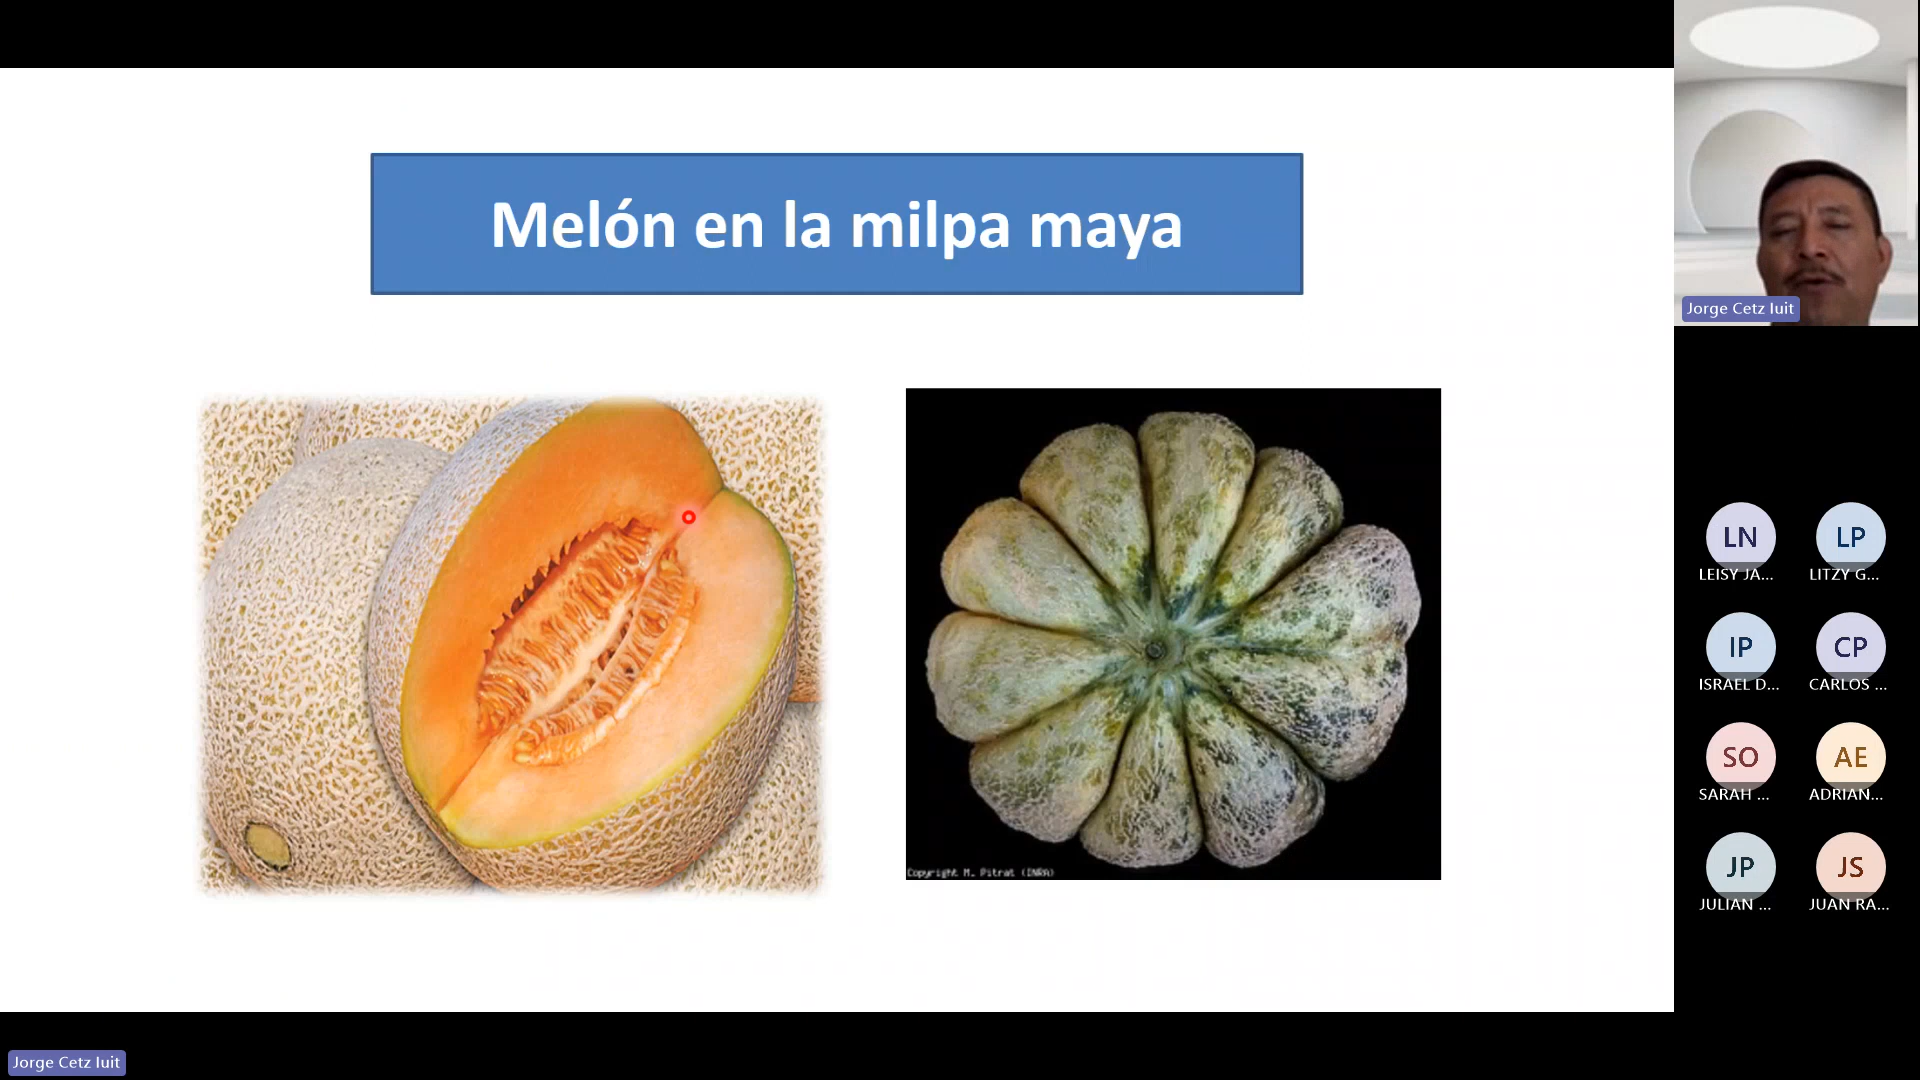 Melón en la milpa maya
Copyright M. Pitrat (INRA)
Jorge Cetz Iuit
LN
LEISY JA...
LP
LITZY G...
IP
ISRAEL D...
CP
CARLOS ...
SO
SARAH ...
AE
ADRIAN...
JP
JULIAN ...
JS
JUAN RA...
Jorge Cetz Iuit